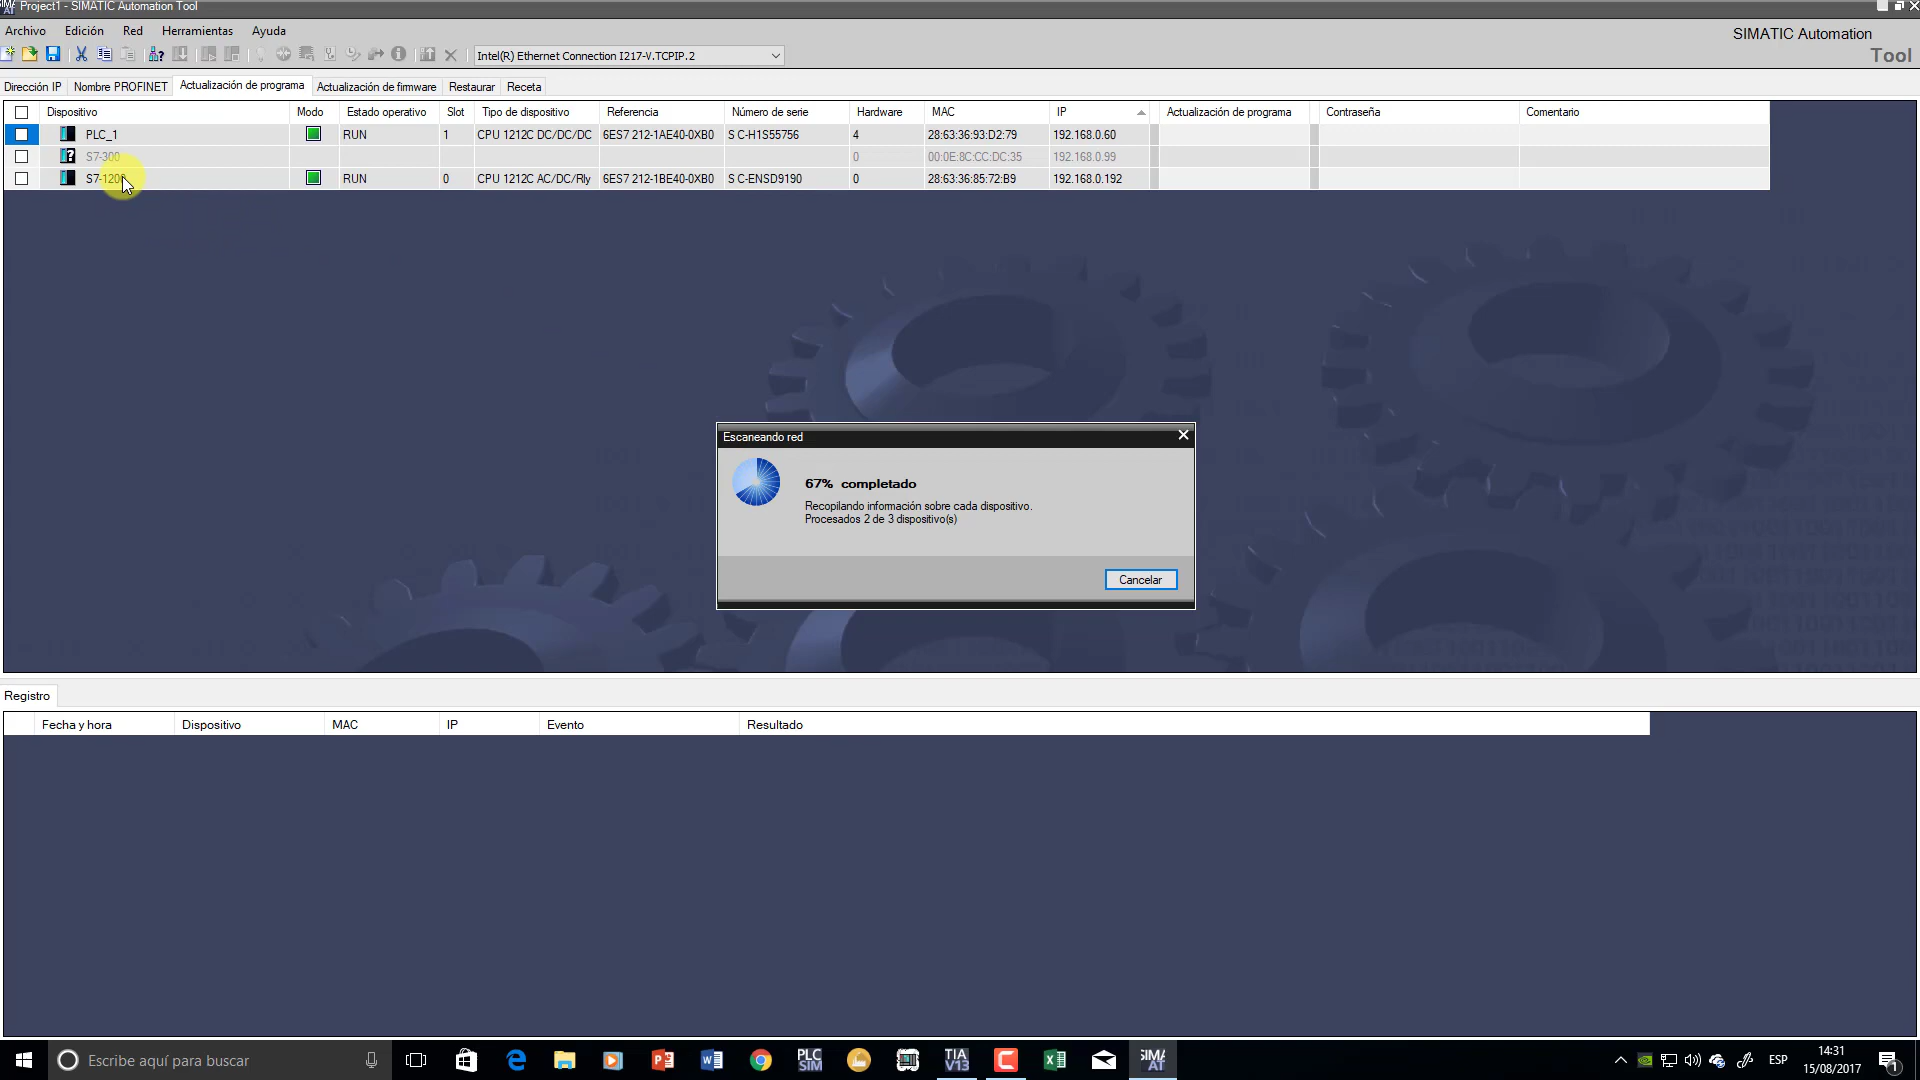 Project1 - SIMATIC Automation Tool
Archivo Edición Red Herramientas Ayuda
SIMATIC Automation
Tool
Intel(R) Ethernet Connection I217-V.TCPIP.2
Dirección IP Nombre PROFINET Actualización de programa Actualización de firmware Restaurar Receta
Dispositivo Modo Estado operativo Slot Tipo de dispositivo Referencia Número de serie Hardware MAC IP Actualización de programa Contraseña Comentario
PLC_1 RUN 1 CPU 1212C DC/DC/DC 6ES7 212-1AE40-0XB0 S C-H1S55756 4 28:63:36:93:D2:79 192.168.0.60
S7-300 0 00:0E:8C:CC:DC:35 192.168.0.99
S7-1200 RUN 0 CPU 1212C AC/DC/Rly 6ES7 212-1BE40-0XB0 S C-ENSD9190 0 28:63:36:85:72:B9 192.168.0.192
Escaneando red
67% completado
Recopilando información sobre cada dispositivo.
Procesados 2 de 3 dispositivo(s)
Cancelar
Registro
Fecha y hora Dispositivo MAC IP Evento Resultado
Escribe aquí para buscar
PLC
SIM
TIA
V13
SIMA
AT
ESP
14:31
15/08/2017
1